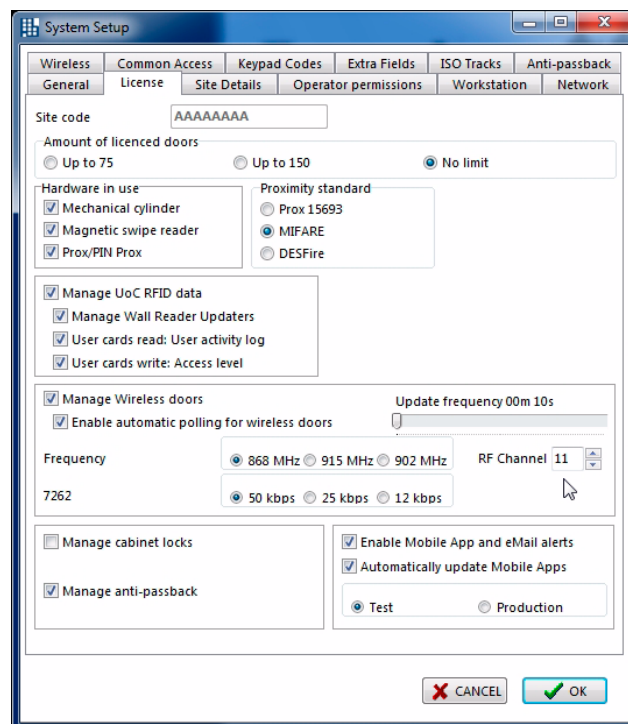 System Setup
Wireless Common Access Keypad Codes Extra Fields ISO Tracks Anti-passback
General License Site Details Operator permissions Workstation Network
Site code AAAAAAAA
Amount of licenced doors
Up to 75 Up to 150 No limit
Hardware in use Proximity standard
Mechanical cylinder Prox 15693
Magnetic swipe reader MIFARE
Prox/PIN Prox DESFire
Manage UoC RFID data
Manage Wall Reader Updaters
User cards read: User activity log
User cards write: Access level
Manage Wireless doors Update frequency 00m 10s
Enable automatic polling for wireless doors
Frequency 868 MHz 915 MHz 902 MHz RF Channel 11
7262 50 kbps 25 kbps 12 kbps
Manage cabinet locks Enable Mobile App and eMail alerts
Automatically update Mobile Apps
Manage anti-passback
Test Production
CANCEL OK